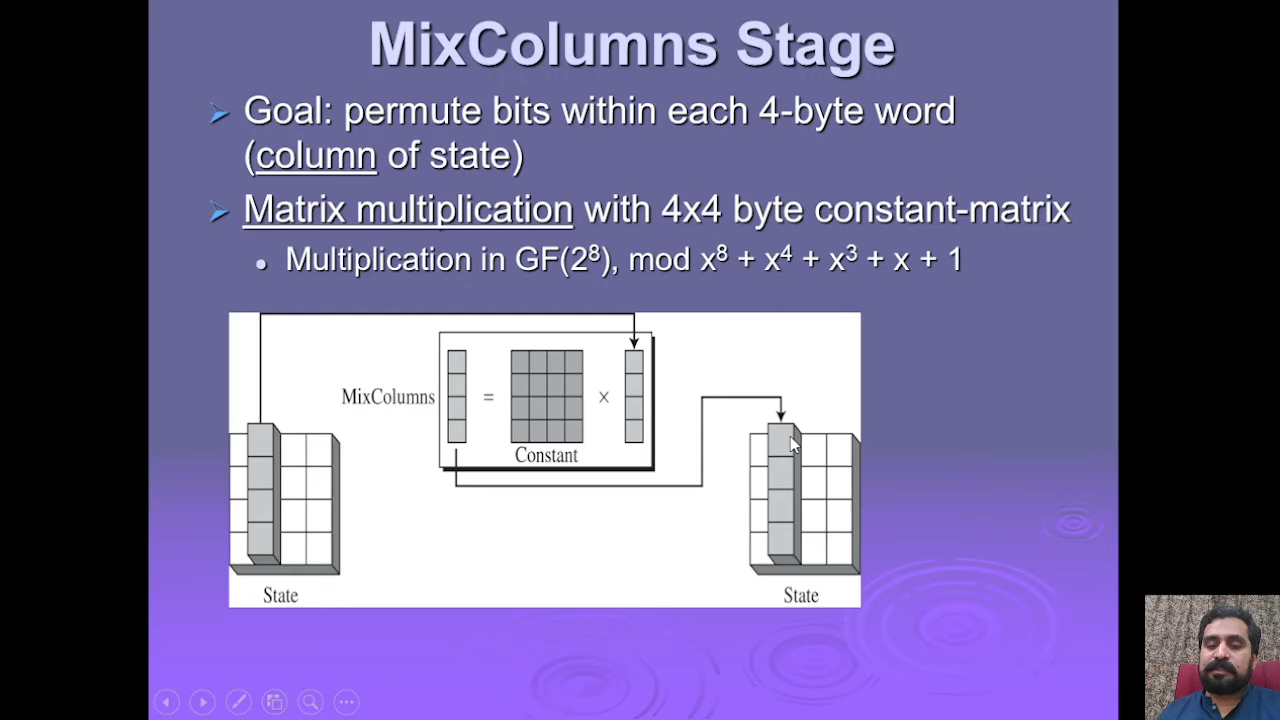 MixColumns Stage
Goal: permute bits within each 4-byte word
(column of state)
Matrix multiplication with 4x4 byte constant-matrix
Multiplication in GF(2⁸), mod x⁸ + x⁴ + x³ + x + 1
MixColumns = ×
Constant
State
State